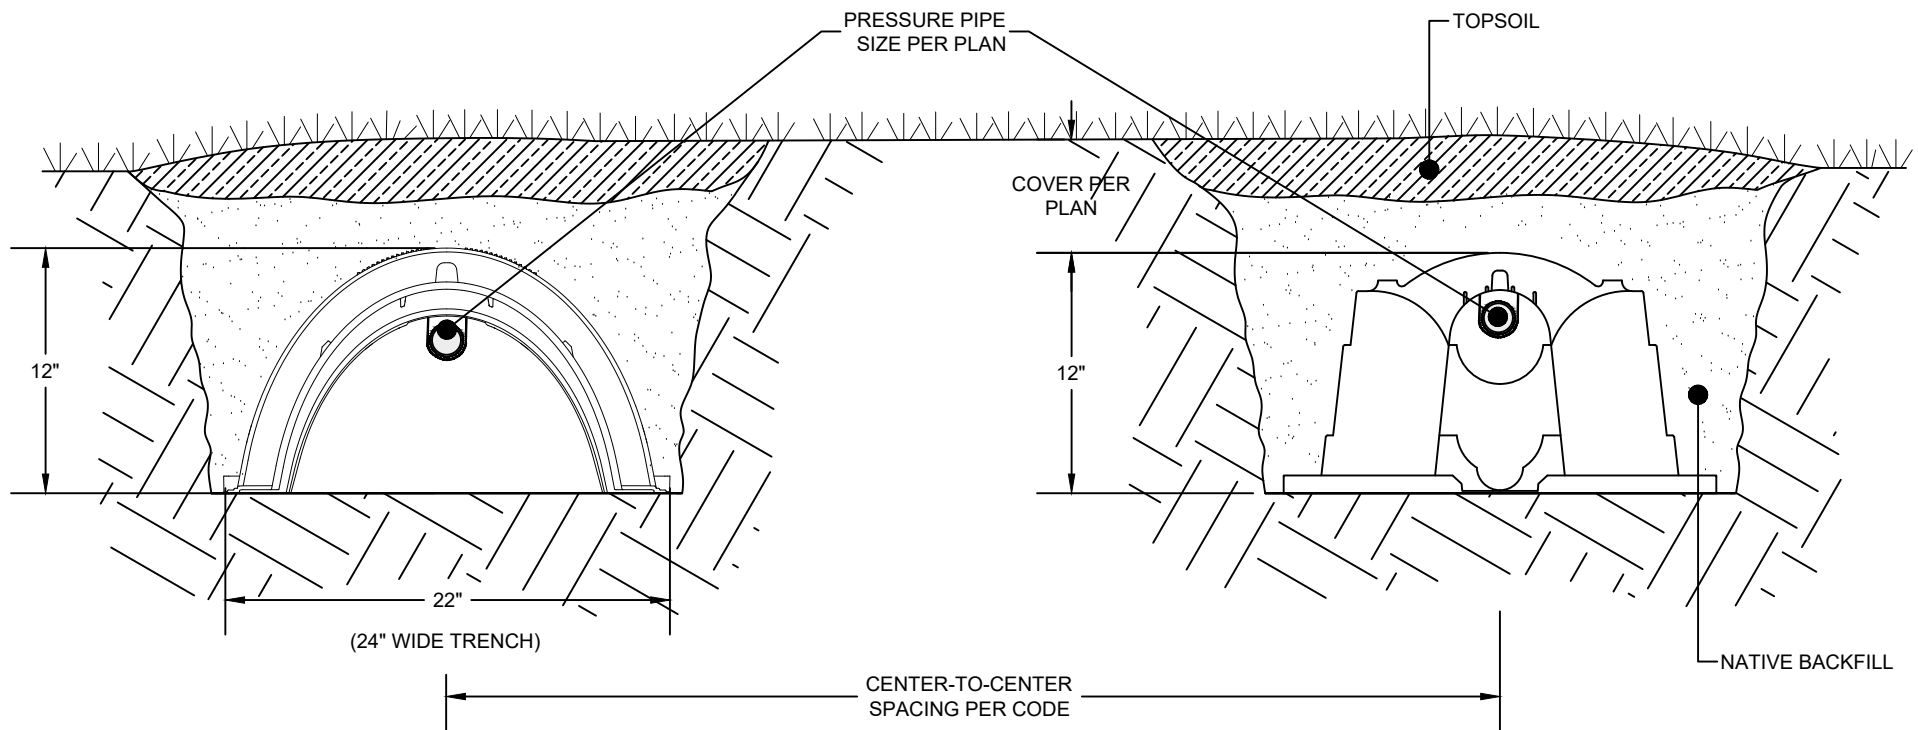 PRESSURE PIPE
SIZE PER PLAN
TOPSOIL
COVER PER
PLAN
12"
12"
22"
(24" WIDE TRENCH)
NATIVE BACKFILL
CENTER-TO-CENTER
SPACING PER CODE